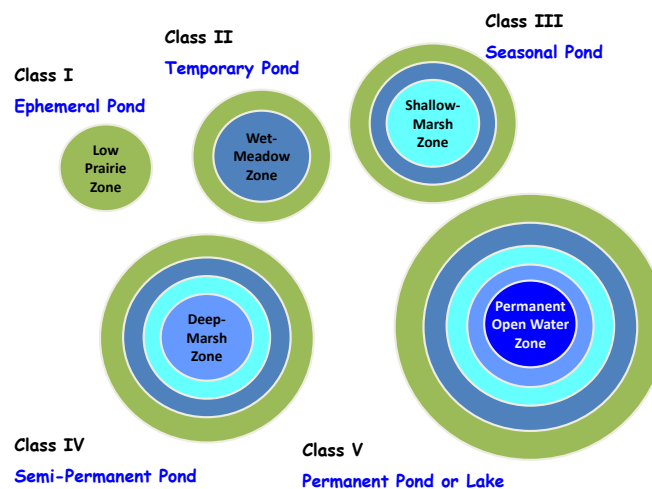 Class I
Ephemeral Pond
Low
Prairie
Zone
Class II
Temporary Pond
Wet-
Meadow
Zone
Class III
Seasonal Pond
Shallow-
Marsh
Zone
Deep-
Marsh
Zone
Class IV
Semi-Permanent Pond
Permanent
Open Water
Zone
Class V
Permanent Pond or Lake